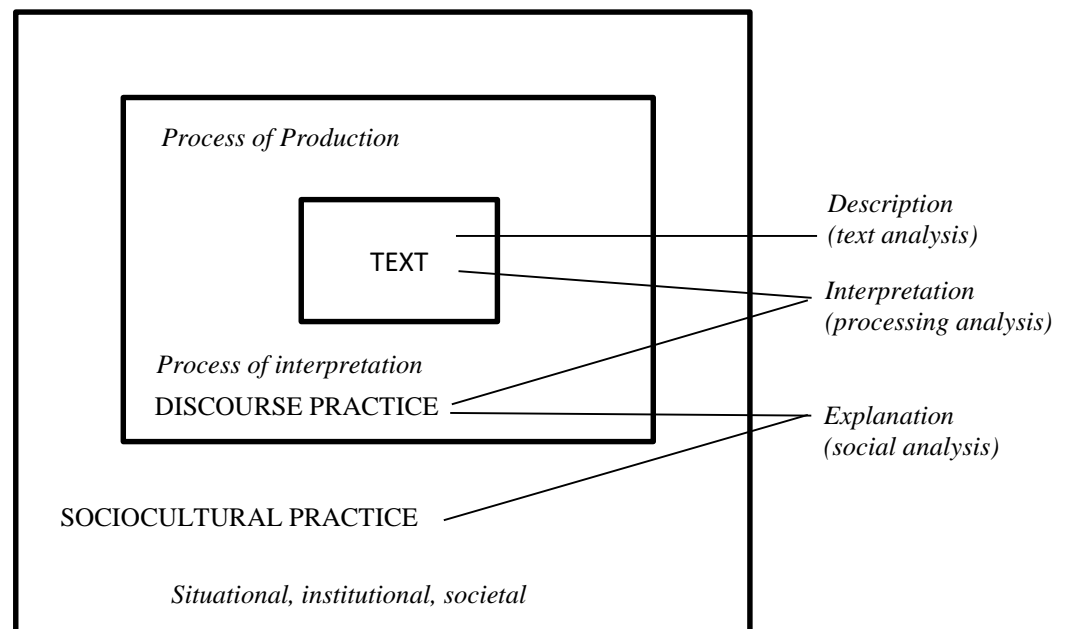 Process of Production
TEXT
Description
(text analysis)
Interpretation
(processing analysis)
Process of interpretation
DISCOURSE PRACTICE
Explanation
(social analysis)
SOCIOCULTURAL PRACTICE
Situational, institutional, societal